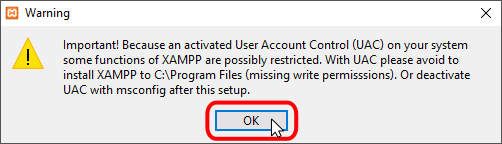 Warning
Important! Because an activated User Account Control (UAC) on your system
some functions of XAMPP are possibly restricted. With UAC please avoid to
install XAMPP to C:\Program Files (missing write permisssions). Or deactivate
UAC with msconfig after this setup.
OK